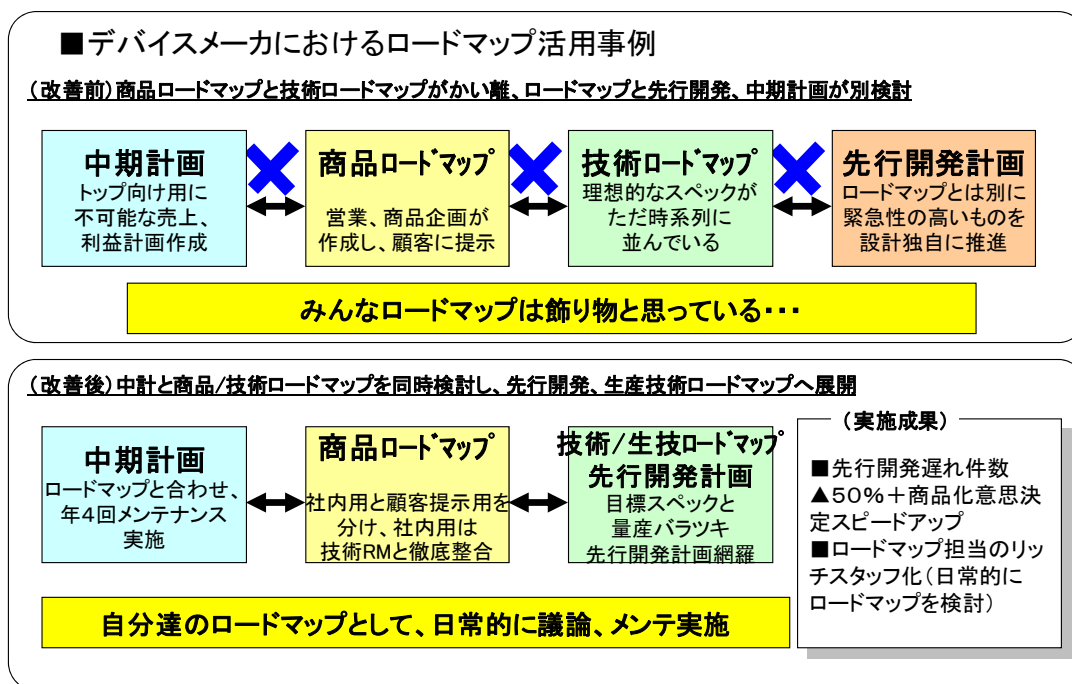 ■デバイスメーカにおけるロードマップ活用事例
(改善前)商品ロードマップと技術ロードマップがかい離、ロードマップと先行開発、中期計画が別検討
中期計画
トップ向け用に
不可能な売上、
利益計画作成
商品ロードマップ
営業、商品企画が
作成し、顧客に提示
技術ロードマップ
理想的なスペックが
ただ時系列に
並んでいる
先行開発計画
ロードマップとは別に
緊急性の高いものを
設計独自に推進
みんなロードマップは飾り物と思っている・・・
(改善後)中計と商品/技術ロードマップを同時検討し、先行開発、生産技術ロードマップへ展開
中期計画
ロードマップと合わせ、
年4回メンテナンス
実施
商品ロードマップ
社内用と顧客提示用を
分け、社内用は
技術RMと徹底整合
技術/生技ロードマップ
先行開発計画
目標スペックと
量産バラツキ
先行開発計画網羅
自分達のロードマップとして、日常的に議論、メンテ実施
(実施成果)
■先行開発遅れ件数
▲50%+商品化意思決
定スピードアップ
■ロードマップ担当のリッ
チスタッフ化(日常的に
ロードマップを検討)